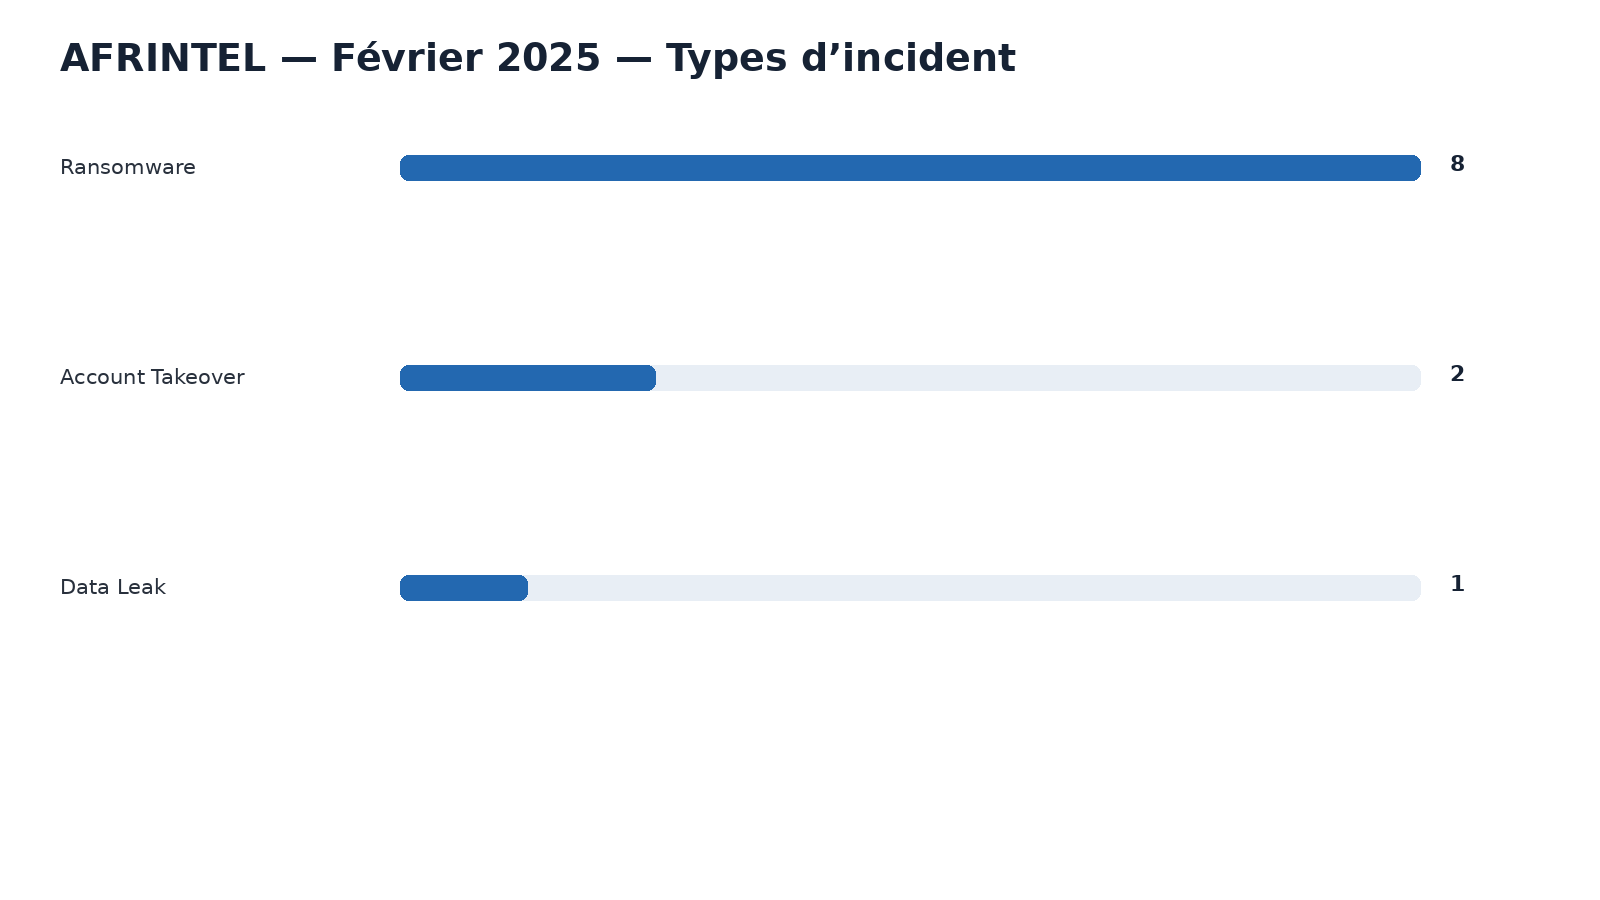 AFRINTEL — Février 2025 — Types d’incident
Ransomware 8
Account Takeover 2
Data Leak 1